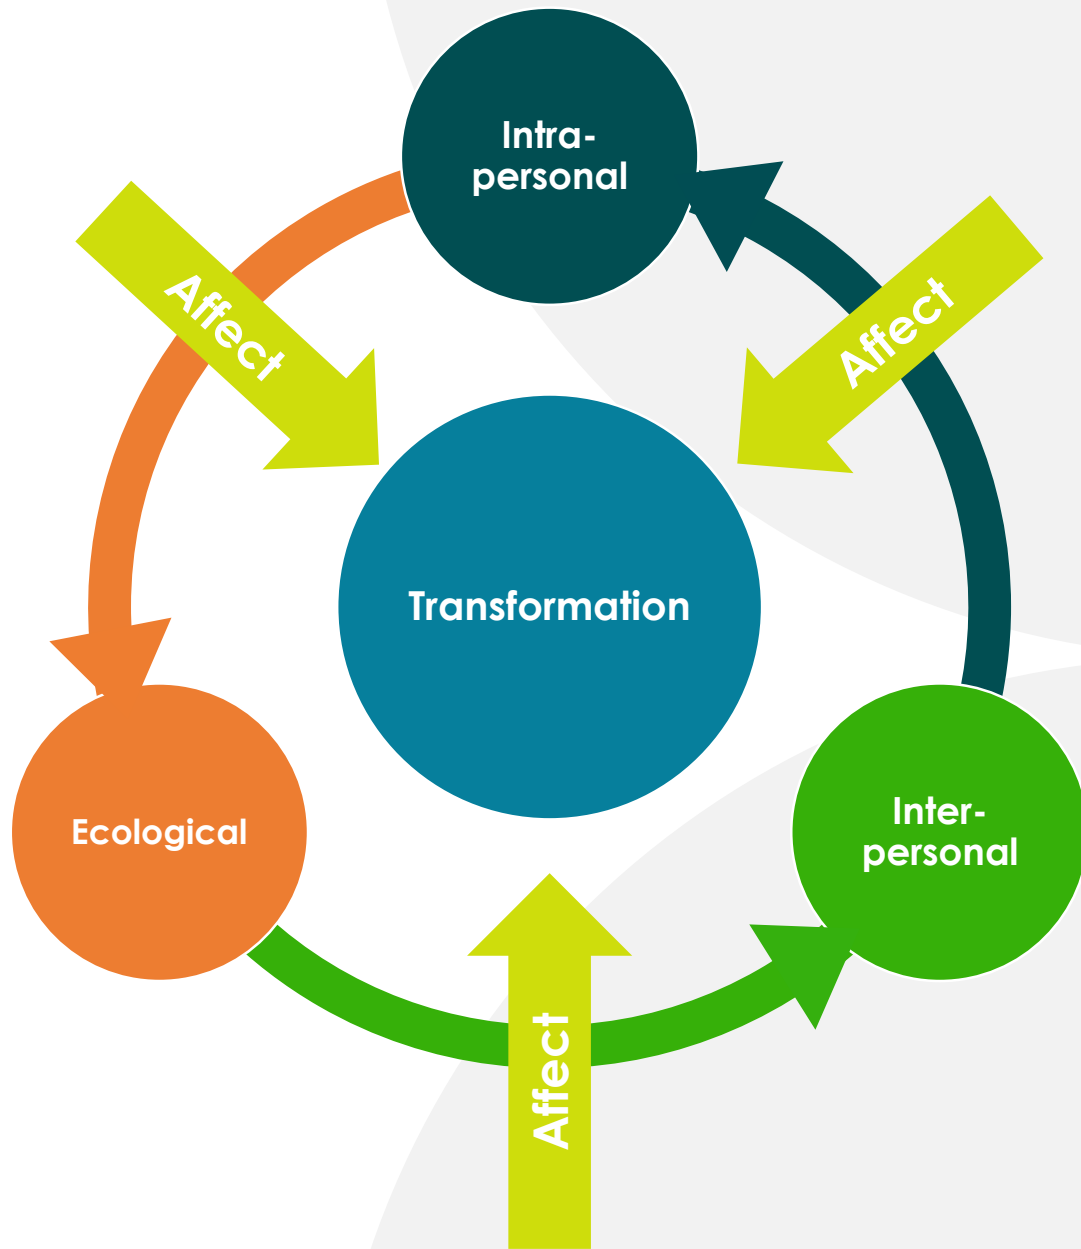 Intra-
personal
Affect
Affect
Transformation
Ecological
Inter-
personal
Affect